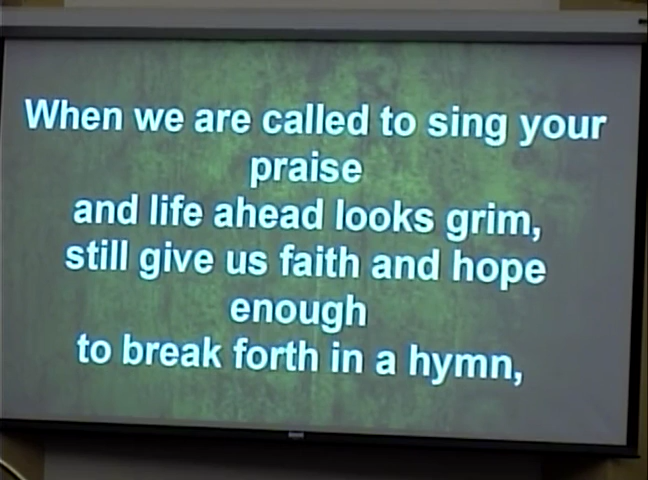 When we are called to sing your
praise
and life ahead looks grim,
still give us faith and hope
enough
to break forth in a hymn,